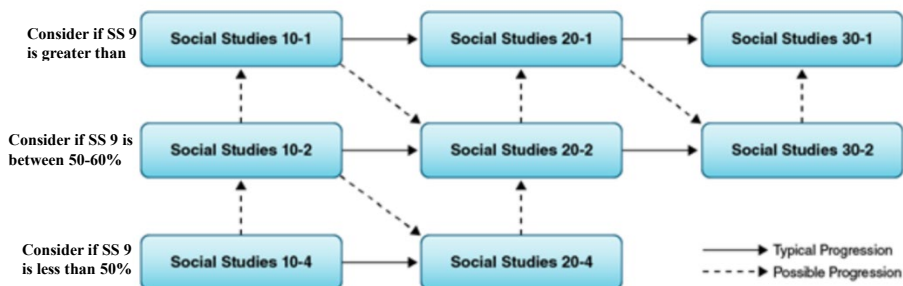 Consider if SS 9
is greater than
Social Studies 10-1
Social Studies 20-1
Social Studies 30-1
Consider if SS 9 is
between 50-60%
Social Studies 10-2
Social Studies 20-2
Social Studies 30-2
Consider if SS 9
is less than 50%
Social Studies 10-4
Social Studies 20-4
Typical Progression
Possible Progression